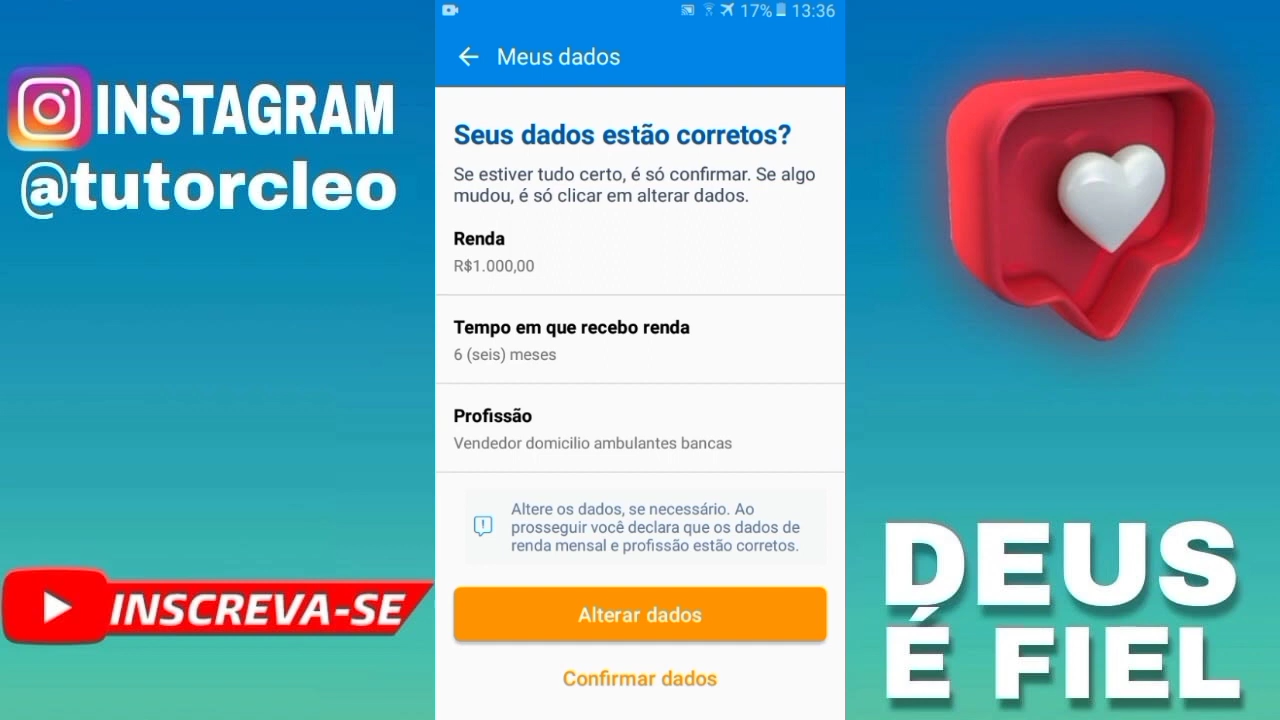 INSTAGRAM
@tutorcleo
INSCREVA-SE
17% 13:36
Meus dados
Seus dados estão corretos?
Se estiver tudo certo, é só confirmar. Se algo
mudou, é só clicar em alterar dados.
Renda
R$1.000,00
Tempo em que recebo renda
6 (seis) meses
Profissão
Vendedor domicilio ambulantes bancas
Altere os dados, se necessário. Ao
prosseguir você declara que os dados de
renda mensal e profissão estão corretos.
Alterar dados
Confirmar dados
DEUS
É FIEL